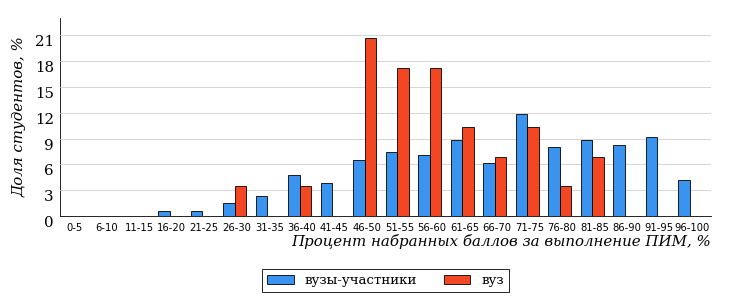 Доля студентов, %
21
18
15
12
9
6
3
0
0-5 6-10 11-15 16-20 21-25 26-30 31-35 36-40 41-45 46-50 51-55 56-60 61-65 66-70 71-75 76-80 81-85 86-90 91-95 96-100
Процент набранных баллов за выполнение ПИМ, %
вузы-участники вуз